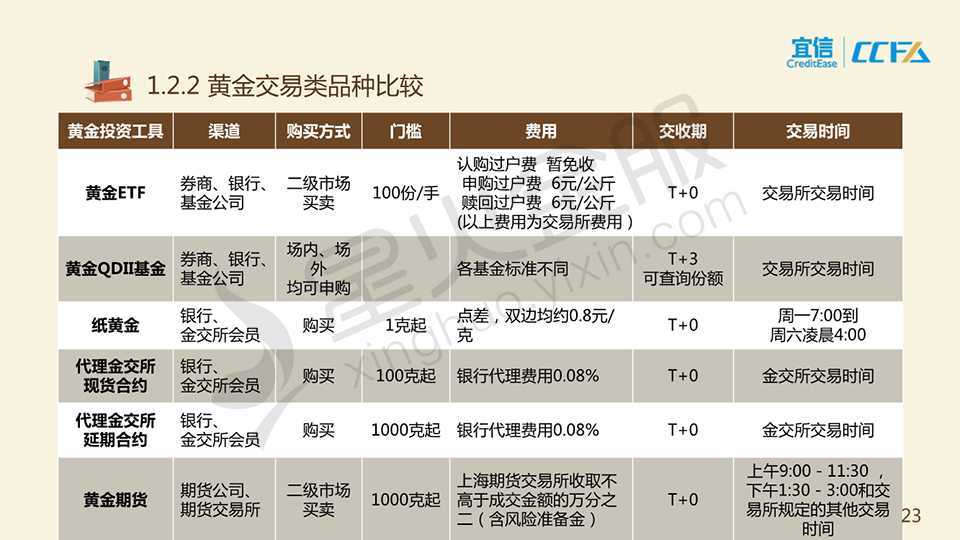 宜信
CreditEase
CCFA
1.2.2 黄金交易类品种比较
黄金投资工具 渠道 购买方式 门槛 费用 交收期 交易时间
黄金ETF
券商、银行、
基金公司
二级市场
买卖
100份/手
认购过户费 暂免收
申购过户费 6元/公斤
赎回过户费 6元/公斤
(以上费用为交易所费用）
T+0
交易所交易时间
黄金QDII基金
券商、银行、
基金公司
场内、场
外
均可申购
各基金标准不同
T+3
可查询份额
交易所交易时间
纸黄金
银行、
金交所会员
购买
1克起
点差，双边均约0.8元/
克
T+0
周一7:00到
周六凌晨4:00
代理金交所
现货合约
银行、
金交所会员
购买
100克起
银行代理费用0.08%
T+0
金交所交易时间
代理金交所
延期合约
银行、
金交所会员
购买
1000克起
银行代理费用0.08%
T+0
金交所交易时间
黄金期货
期货公司、
期货交易所
二级市场
买卖
1000克起
上海期货交易所收取不
高于成交金额的万分之
二（含风险准备金）
T+0
上午9:00－11:30 ，
下午1:30－3:00和交
易所规定的其他交易
时间
23
星火金服
xinghuo.yixin.com